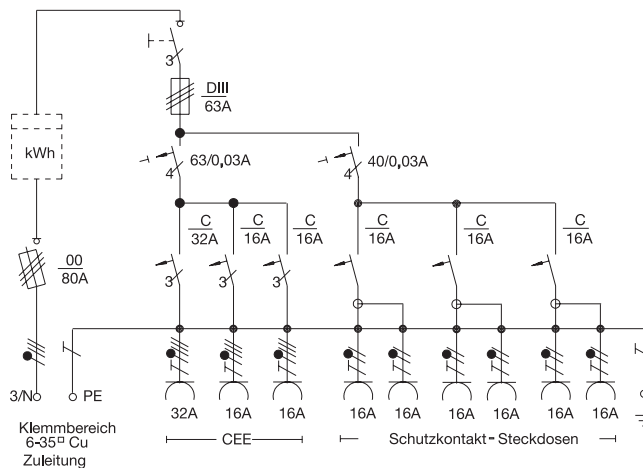 3
DIII
63A
kWh
63/0,03A
4
40/0,03A
4
C
32A
C
16A
C
16A
C
16A
C
16A
C
16A
00
80A
3
3
3
3/N
PE
32A
16A
16A
16A
16A
16A
16A
16A
16A
Klemmbereich
6-35□ Cu
Zuleitung
CEE
Schutzkontakt-Steckdosen